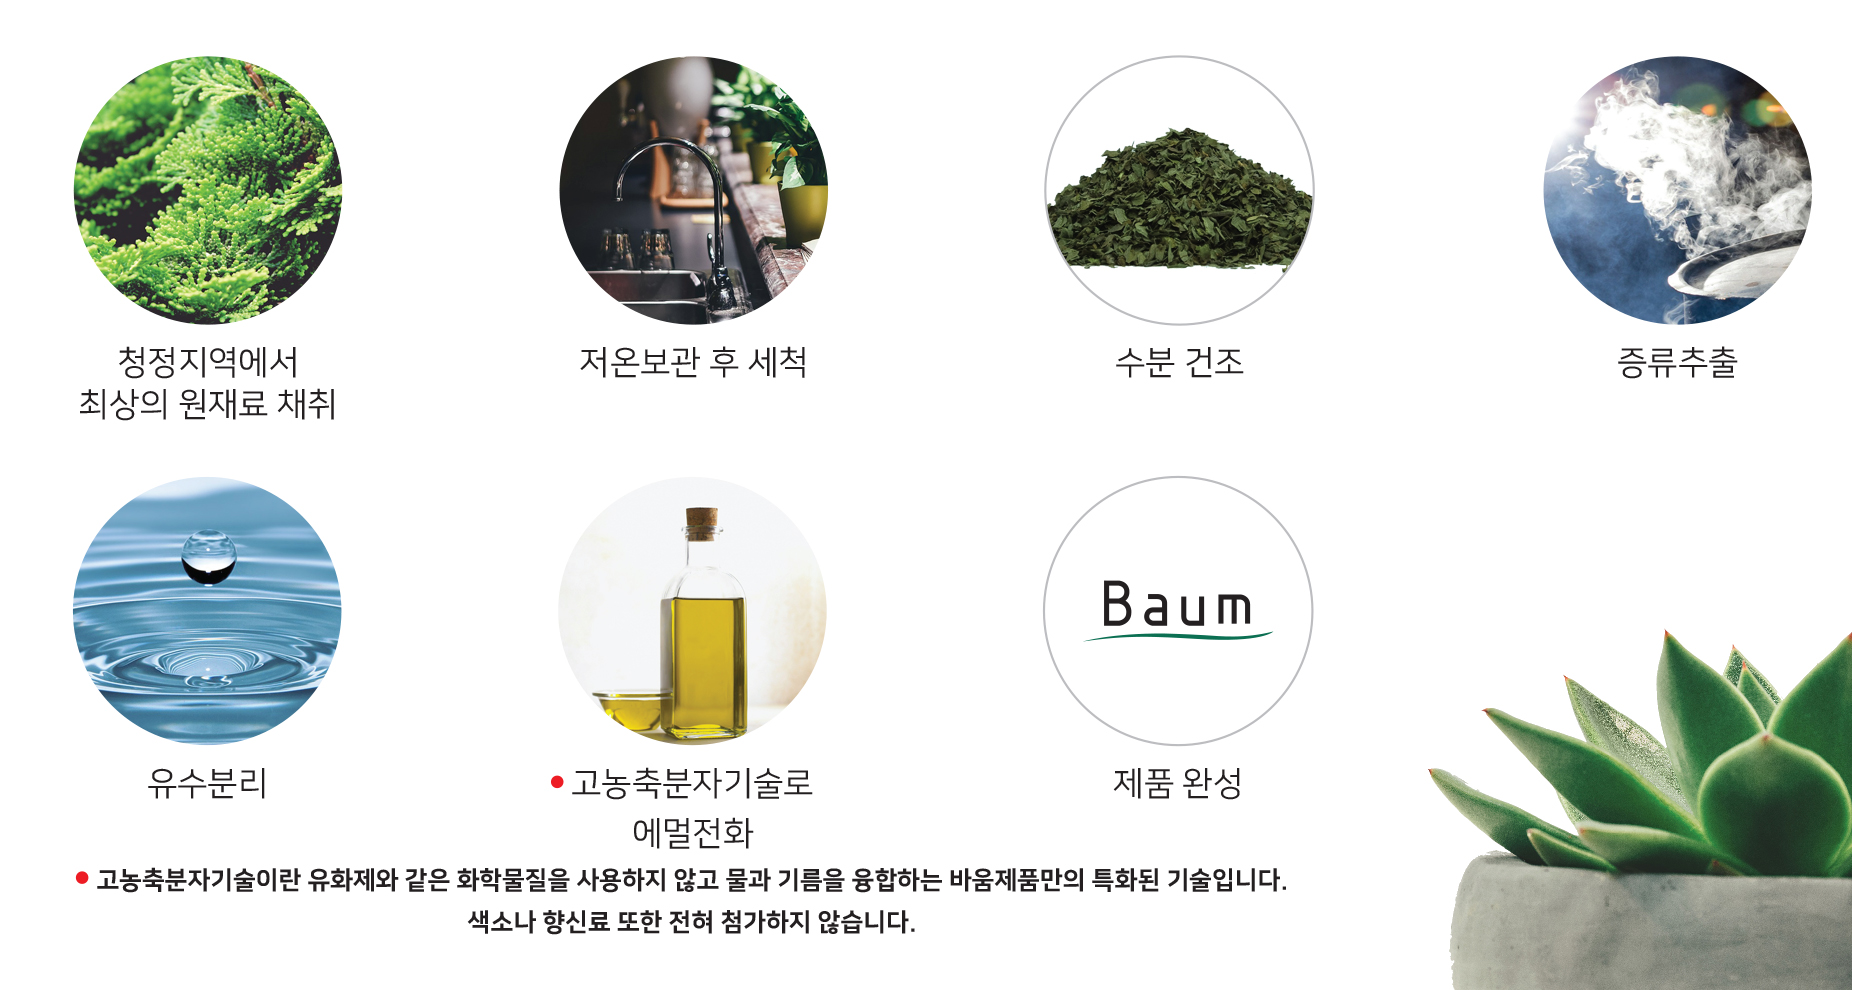 청정지역에서
최상의 원재료 채취
저온보관 후 세척
수분 건조
증류추출
Baum
유수분리
● 고농축분자기술로
에멀전화
제품 완성
● 고농축분자기술이란 유화제와 같은 화학물질을 사용하지 않고 물과 기름을 융합하는 바움제품만의 특화된 기술입니다.
색소나 향신료 또한 전혀 첨가하지 않습니다.